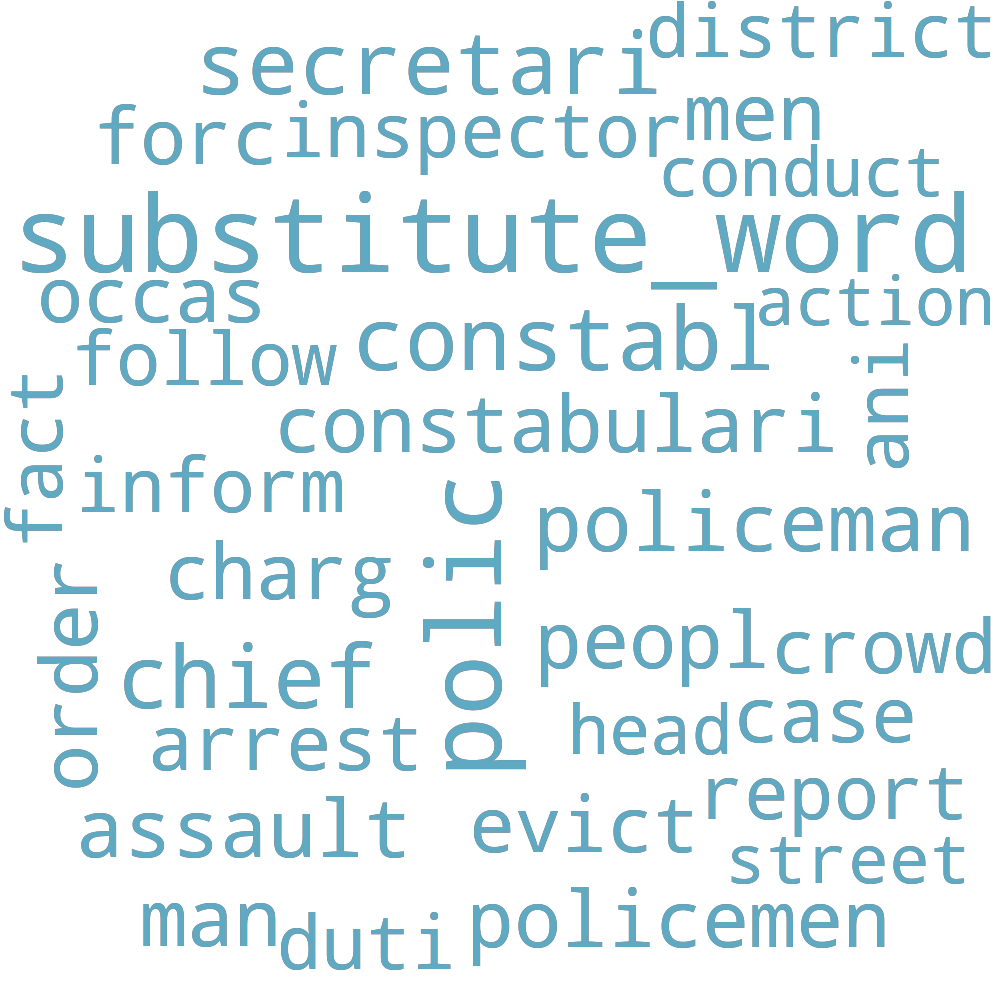 district
secretari
men
forc
inspector
conduct
substitute_word
occas
action
follow
constabl
ani
fact
constabulari
inform
policeman
polic
charg
order
peopl
crowd
chief
head
case
arrest
report
assault
evict
street
man
duti
policemen